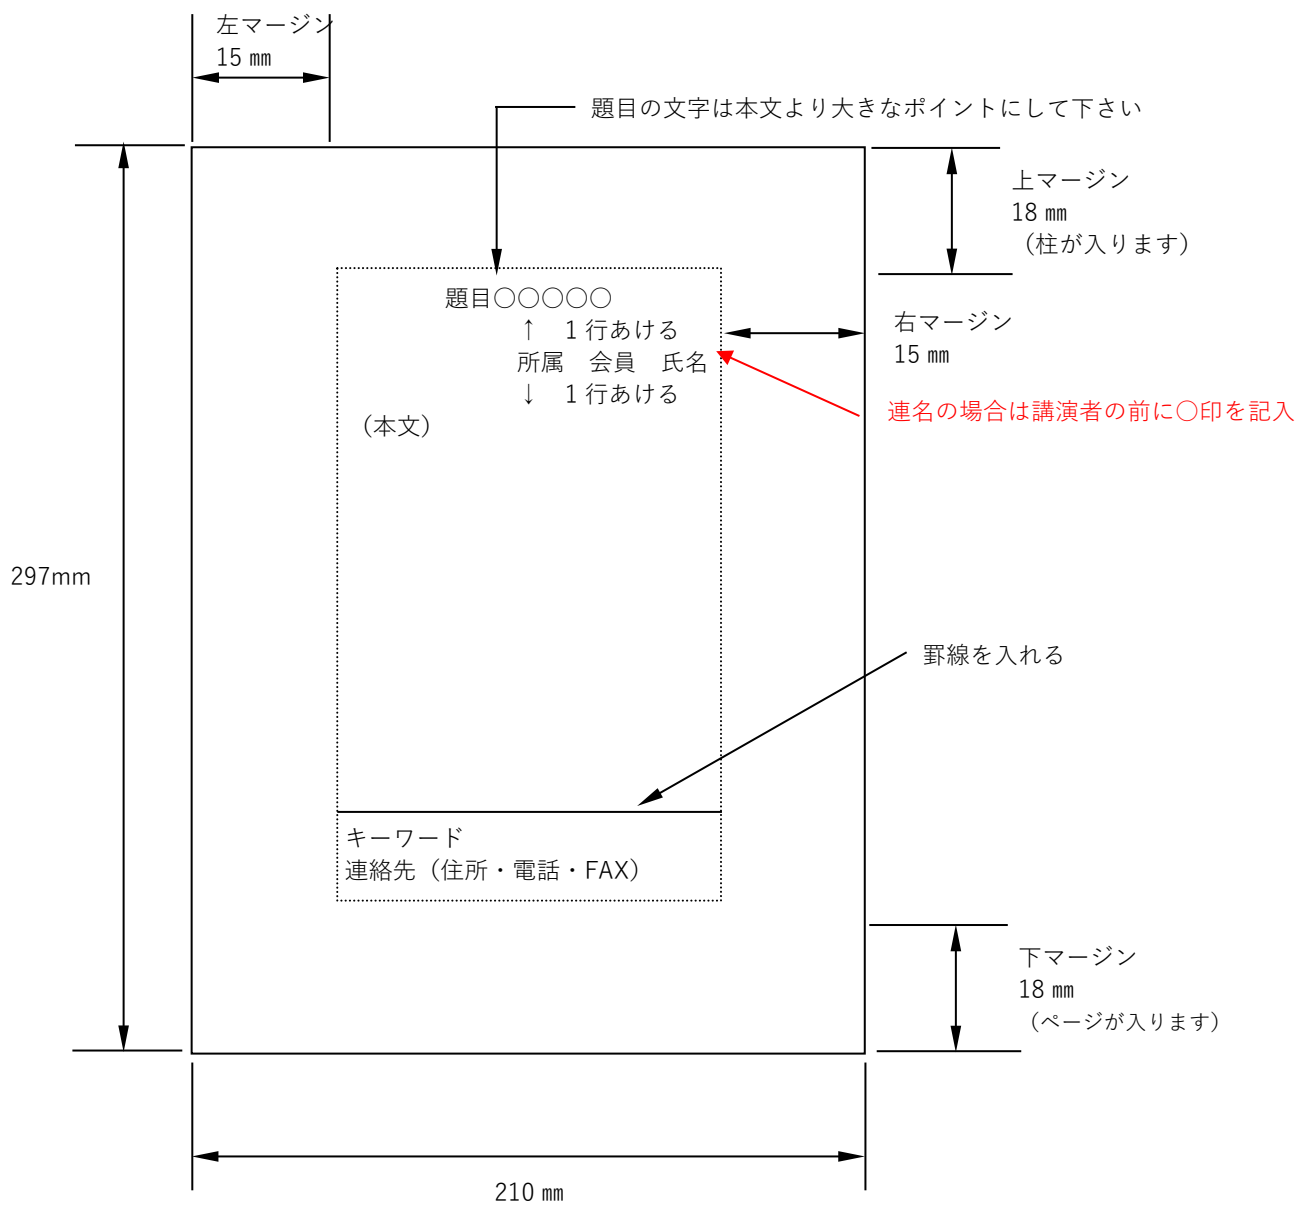 左マージン
15 ㎜
題目の文字は本文より大きなポイントにして下さい
上マージン
18 ㎜
（柱が入ります）
題目○○○○○
↑　1 行あける
所属　会員　氏名
↓　1 行あける
（本文）
右マージン
15 ㎜
連名の場合は講演者の前に○印を記入
297mm
罫線を入れる
キーワード
連絡先（住所・電話・FAX）
下マージン
18 ㎜
（ページが入ります）
210 ㎜